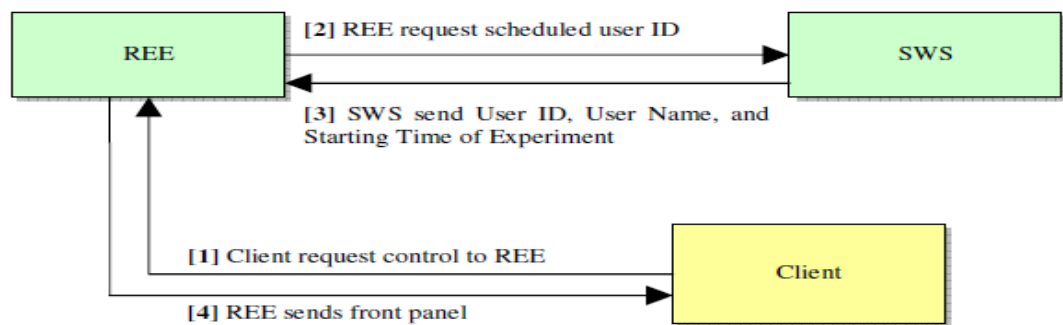 [2] REE request scheduled user ID
REE
SWS
[3] SWS send User ID, User Name, and
Starting Time of Experiment
[1] Client request control to REE
Client
[4] REE sends front panel